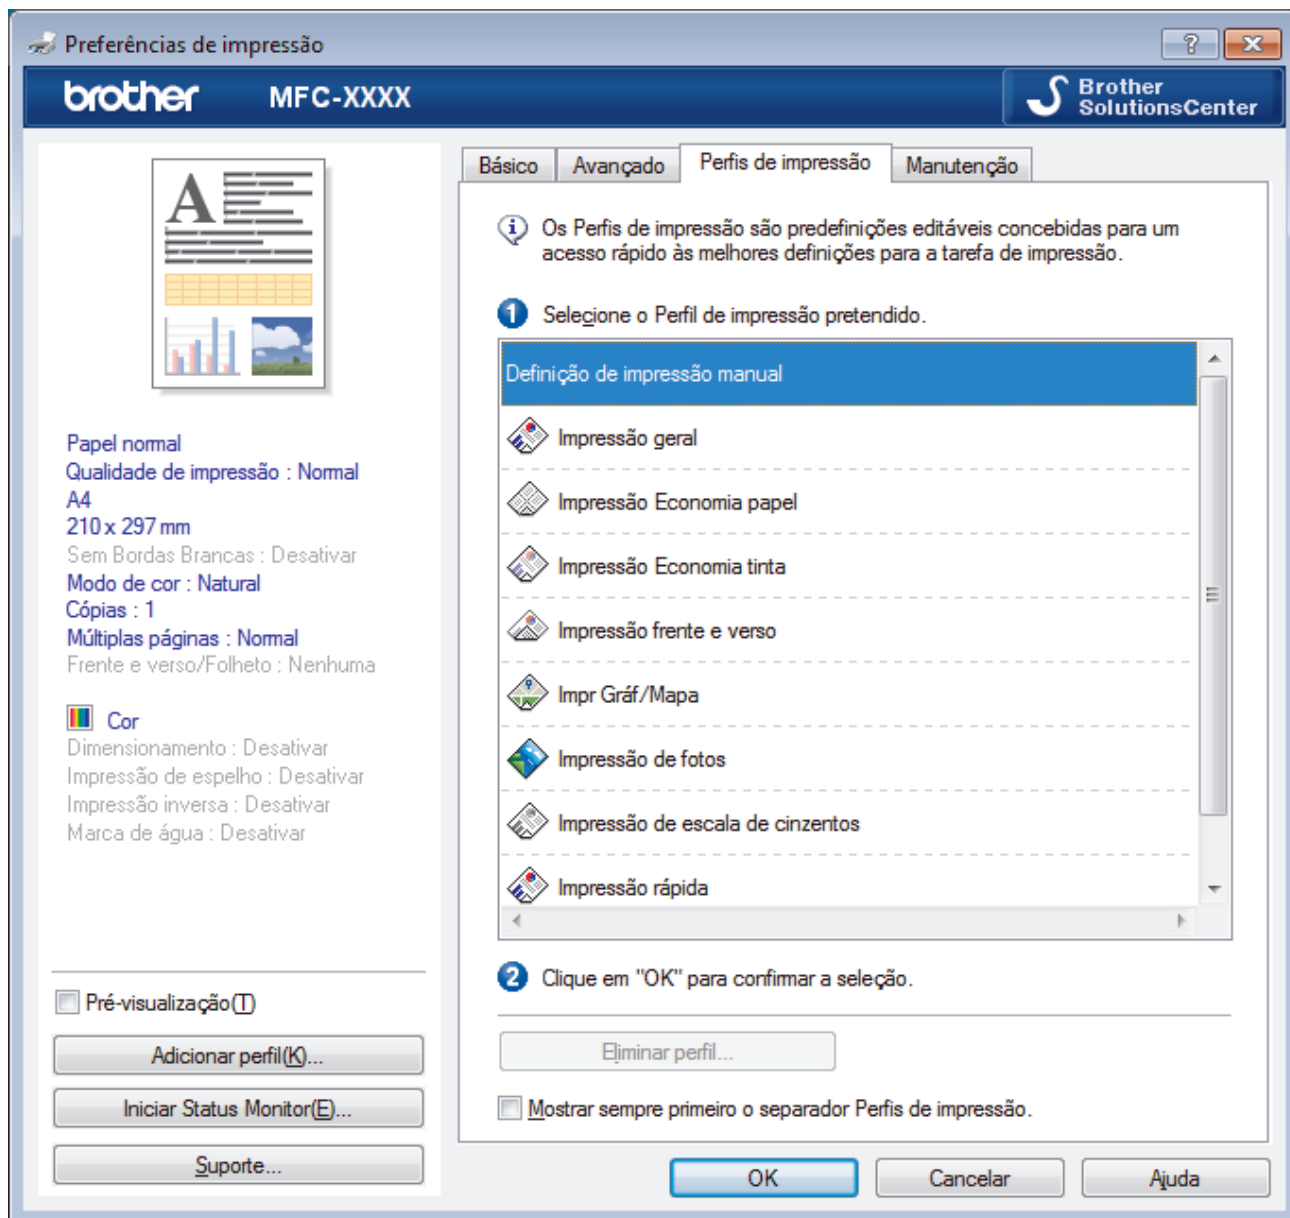 Preferências de impressão
brother MFC-XXXX
Brother
SolutionsCenter
A
Papel normal
Qualidade de impressão : Normal
A4
210 x 297 mm
Sem Bordas Brancas : Desativar
Modo de cor : Natural
Cópias : 1
Múltiplas páginas : Normal
Frente e verso/Folheto : Nenhuma
Cor
Dimensionamento : Desativar
Impressão de espelho : Desativar
Impressão inversa : Desativar
Marca de água : Desativar
Pré-visualização(T)
Adicionar perfil(K)...
Iniciar Status Monitor(E)...
Suporte...
Básico Avançado Perfis de impressão Manutenção
Os Perfis de impressão são predefinições editáveis concebidas para um
acesso rápido às melhores definições para a tarefa de impressão.
1 Selecione o Perfil de impressão pretendido.
Definição de impressão manual
Impressão geral
Impressão Economia papel
Impressão Economia tinta
Impressão frente e verso
Impr Gráf/Mapa
Impressão de fotos
Impressão de escala de cinzentos
Impressão rápida
2 Clique em "OK" para confirmar a seleção.
Eliminar perfil...
Mostrar sempre primeiro o separador Perfis de impressão.
OK Cancelar Ajuda